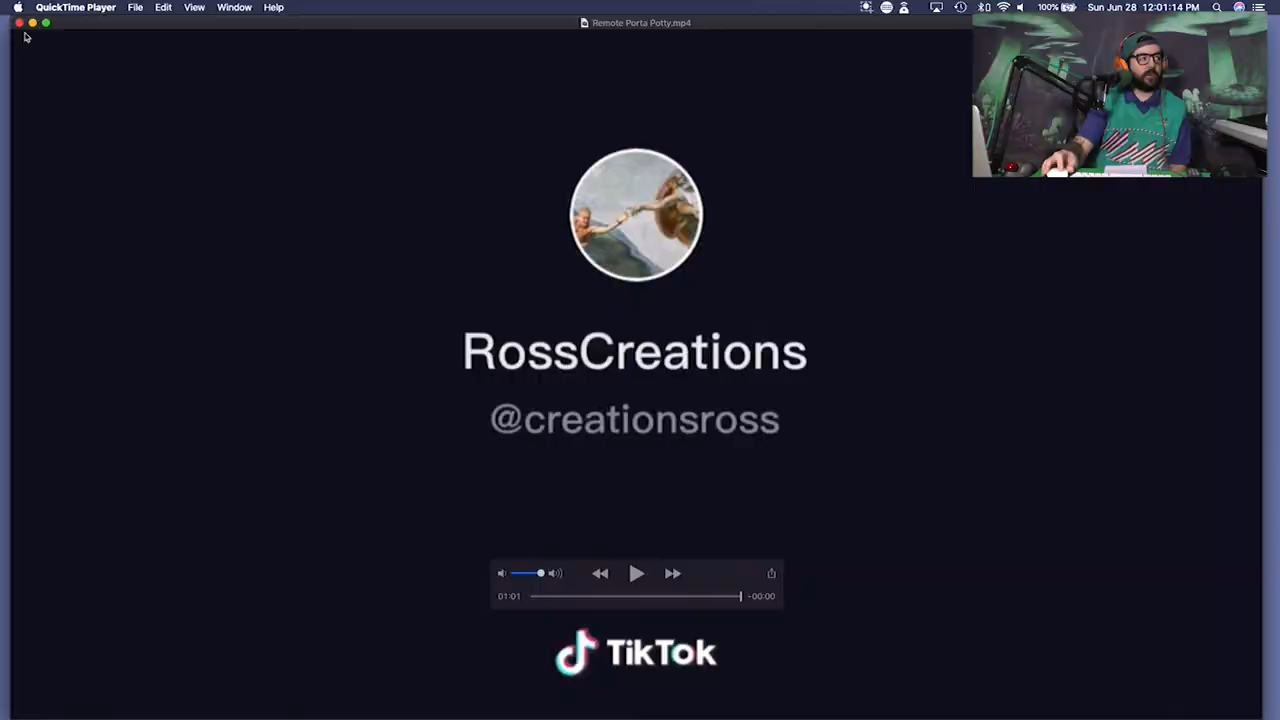 QuickTime Player File Edit View Window Help 100% Sun Jun 28 12:01:14 PM
Remote Porta Potty.mp4
RossCreations
@creationsross
01:01 -00:00
TikTok